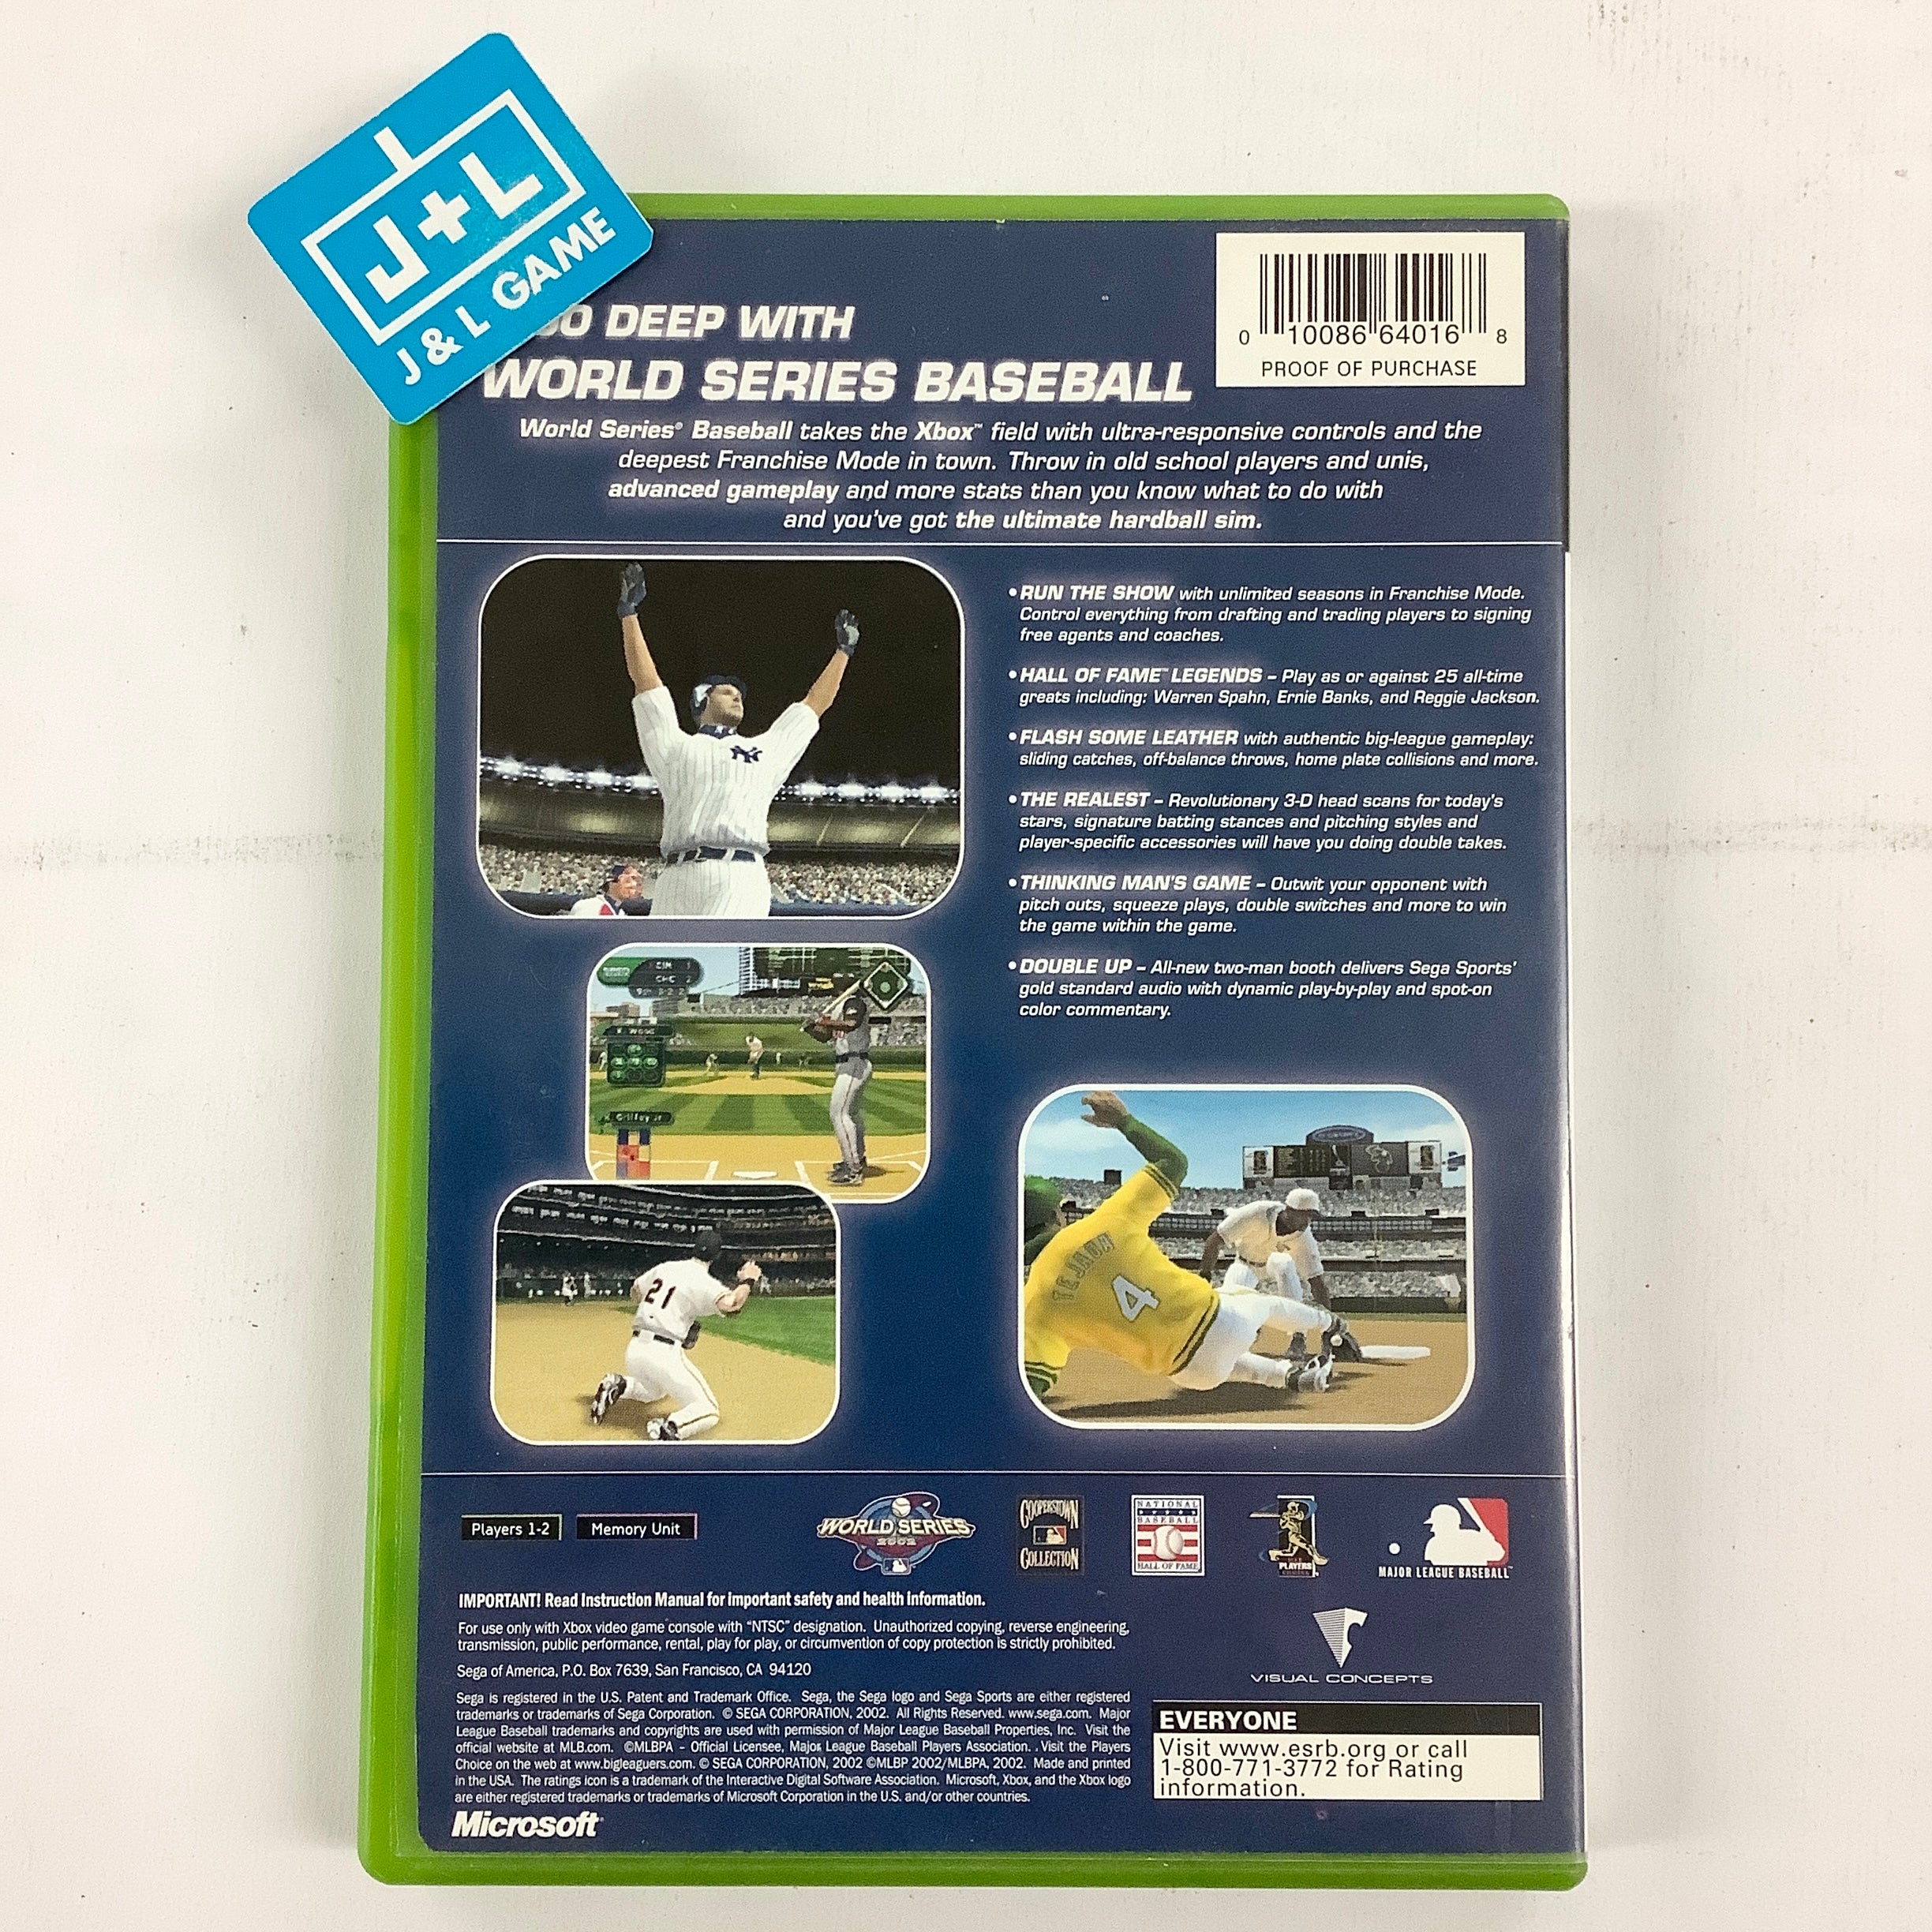 J+L
J & L GAME
GO DEEP WITH
WORLD SERIES BASEBALL
0 10086 64016 8
PROOF OF PURCHASE
World Series® Baseball takes the Xbox™ field with ultra-responsive controls and the
deepest Franchise Mode in town. Throw in old school players and unis,
advanced gameplay and more stats than you know what to do with
and you've got the ultimate hardball sim.
• RUN THE SHOW with unlimited seasons in Franchise Mode.
Control everything from drafting and trading players to signing
free agents and coaches.
• HALL OF FAME™ LEGENDS – Play as or against 25 all-time
greats including: Warren Spahn, Ernie Banks, and Reggie Jackson.
• FLASH SOME LEATHER with authentic big-league gameplay:
sliding catches, off-balance throws, home plate collisions and more.
• THE REALEST – Revolutionary 3-D head scans for today's
stars, signature batting stances and pitching styles and
player-specific accessories will have you doing double takes.
• THINKING MAN'S GAME – Outwit your opponent with
pitch outs, squeeze plays, double switches and more to win
the game within the game.
• DOUBLE UP – All-new two-man booth delivers Sega Sports'
gold standard audio with dynamic play-by-play and spot-on
color commentary.
NY
CIN
CHC 2
K. Wood
Griffey Jr
21
TEJADA
4
Players 1-2
Memory Unit
WORLD SERIES
2002
COOPERSTOWN
COLLECTION
NATIONAL
BASEBALL
HALL OF FAME
PLAYERS
CHOICE
MAJOR LEAGUE BASEBALL™
IMPORTANT! Read Instruction Manual for important safety and health information.
For use only with Xbox video game console with “NTSC” designation. Unauthorized copying, reverse engineering,
transmission, public performance, rental, play for play, or circumvention of copy protection is strictly prohibited.
Sega of America, P.O. Box 7639, San Francisco, CA 94120
Sega is registered in the U.S. Patent and Trademark Office. Sega, the Sega logo and Sega Sports are either registered
trademarks or trademarks of Sega Corporation. © SEGA CORPORATION, 2002. All Rights Reserved. www.sega.com. Major
League Baseball trademarks and copyrights are used with permission of Major League Baseball Properties, Inc. Visit the
official website at MLB.com. ©MLBPA – Official Licensee, Major League Baseball Players Association. . Visit the Players
Choice on the web at www.bigleaguers.com. © SEGA CORPORATION, 2002 ©MLBP 2002/MLBPA, 2002. Made and printed
in the USA. The ratings icon is a trademark of the Interactive Digital Software Association. Microsoft, Xbox, and the Xbox logo
are either registered trademarks or trademarks of Microsoft Corporation in the U.S. and/or other countries.
Microsoft®
VISUAL CONCEPTS
EVERYONE
Visit www.esrb.org or call
1-800-771-3772 for Rating
information.